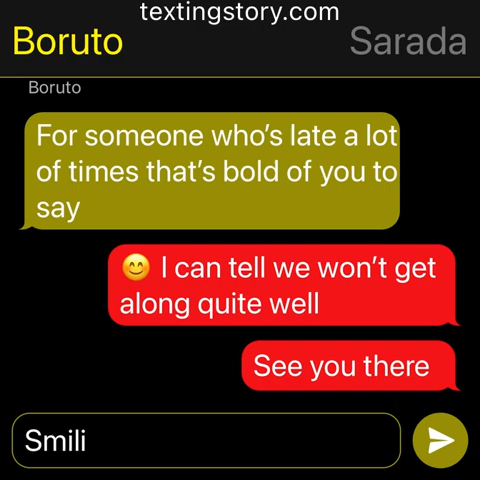 textingstory.com
Boruto
Sarada
Boruto
For someone who's late a lot
of times that's bold of you to
say
😊 I can tell we won't get
along quite well
See you there
Smili